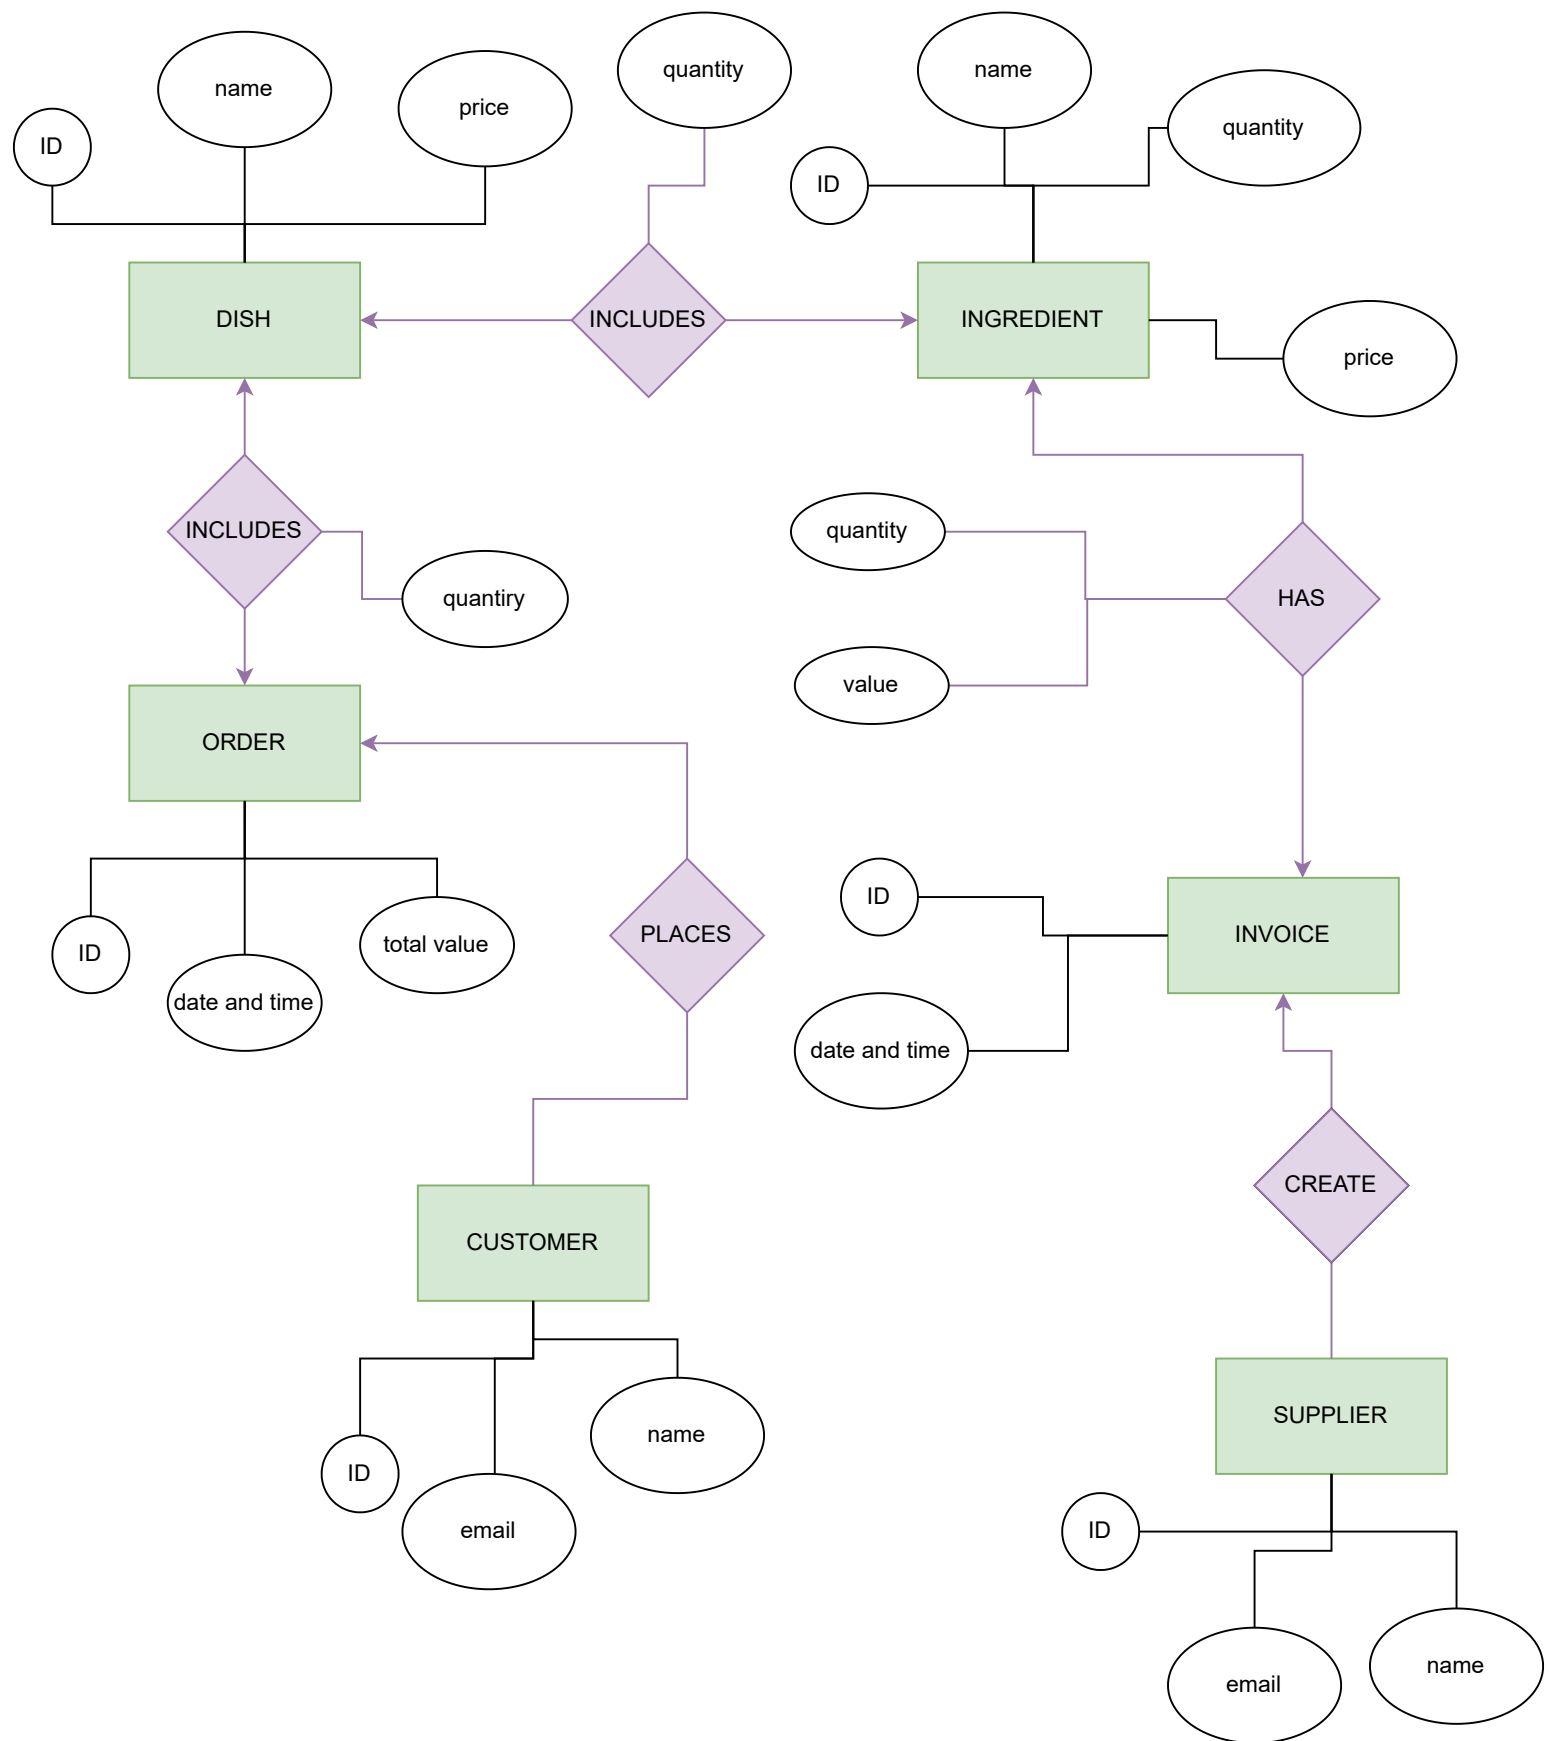 quantity
name
name
price
quantity
ID
ID
DISH
INCLUDES
INGREDIENT
price
INCLUDES
quantiry
quantity
HAS
value
ORDER
ID
total value
date and time
PLACES
ID
INVOICE
date and time
CREATE
CUSTOMER
ID
name
email
SUPPLIER
ID
email
name